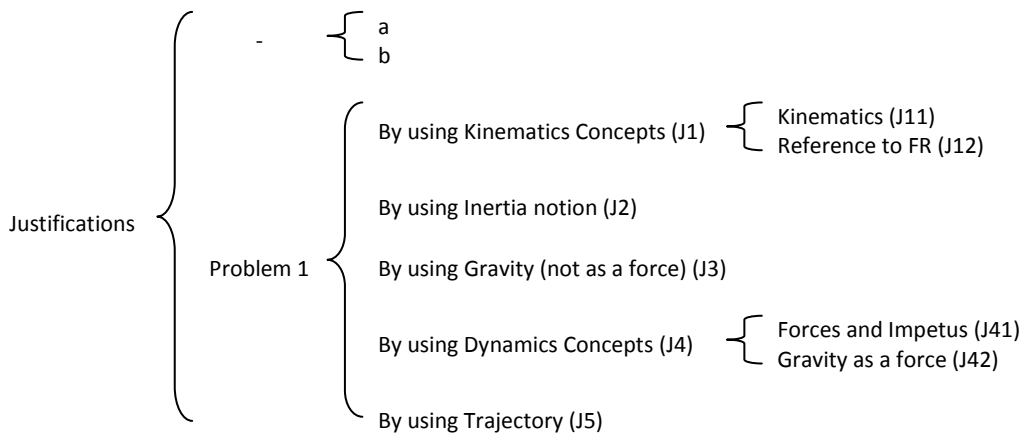 -
a
b
Justifications
Problem 1
By using Kinematics Concepts (J1)
Kinematics (J11)
Reference to FR (J12)
By using Inertia notion (J2)
By using Gravity (not as a force) (J3)
By using Dynamics Concepts (J4)
Forces and Impetus (J41)
Gravity as a force (J42)
By using Trajectory (J5)